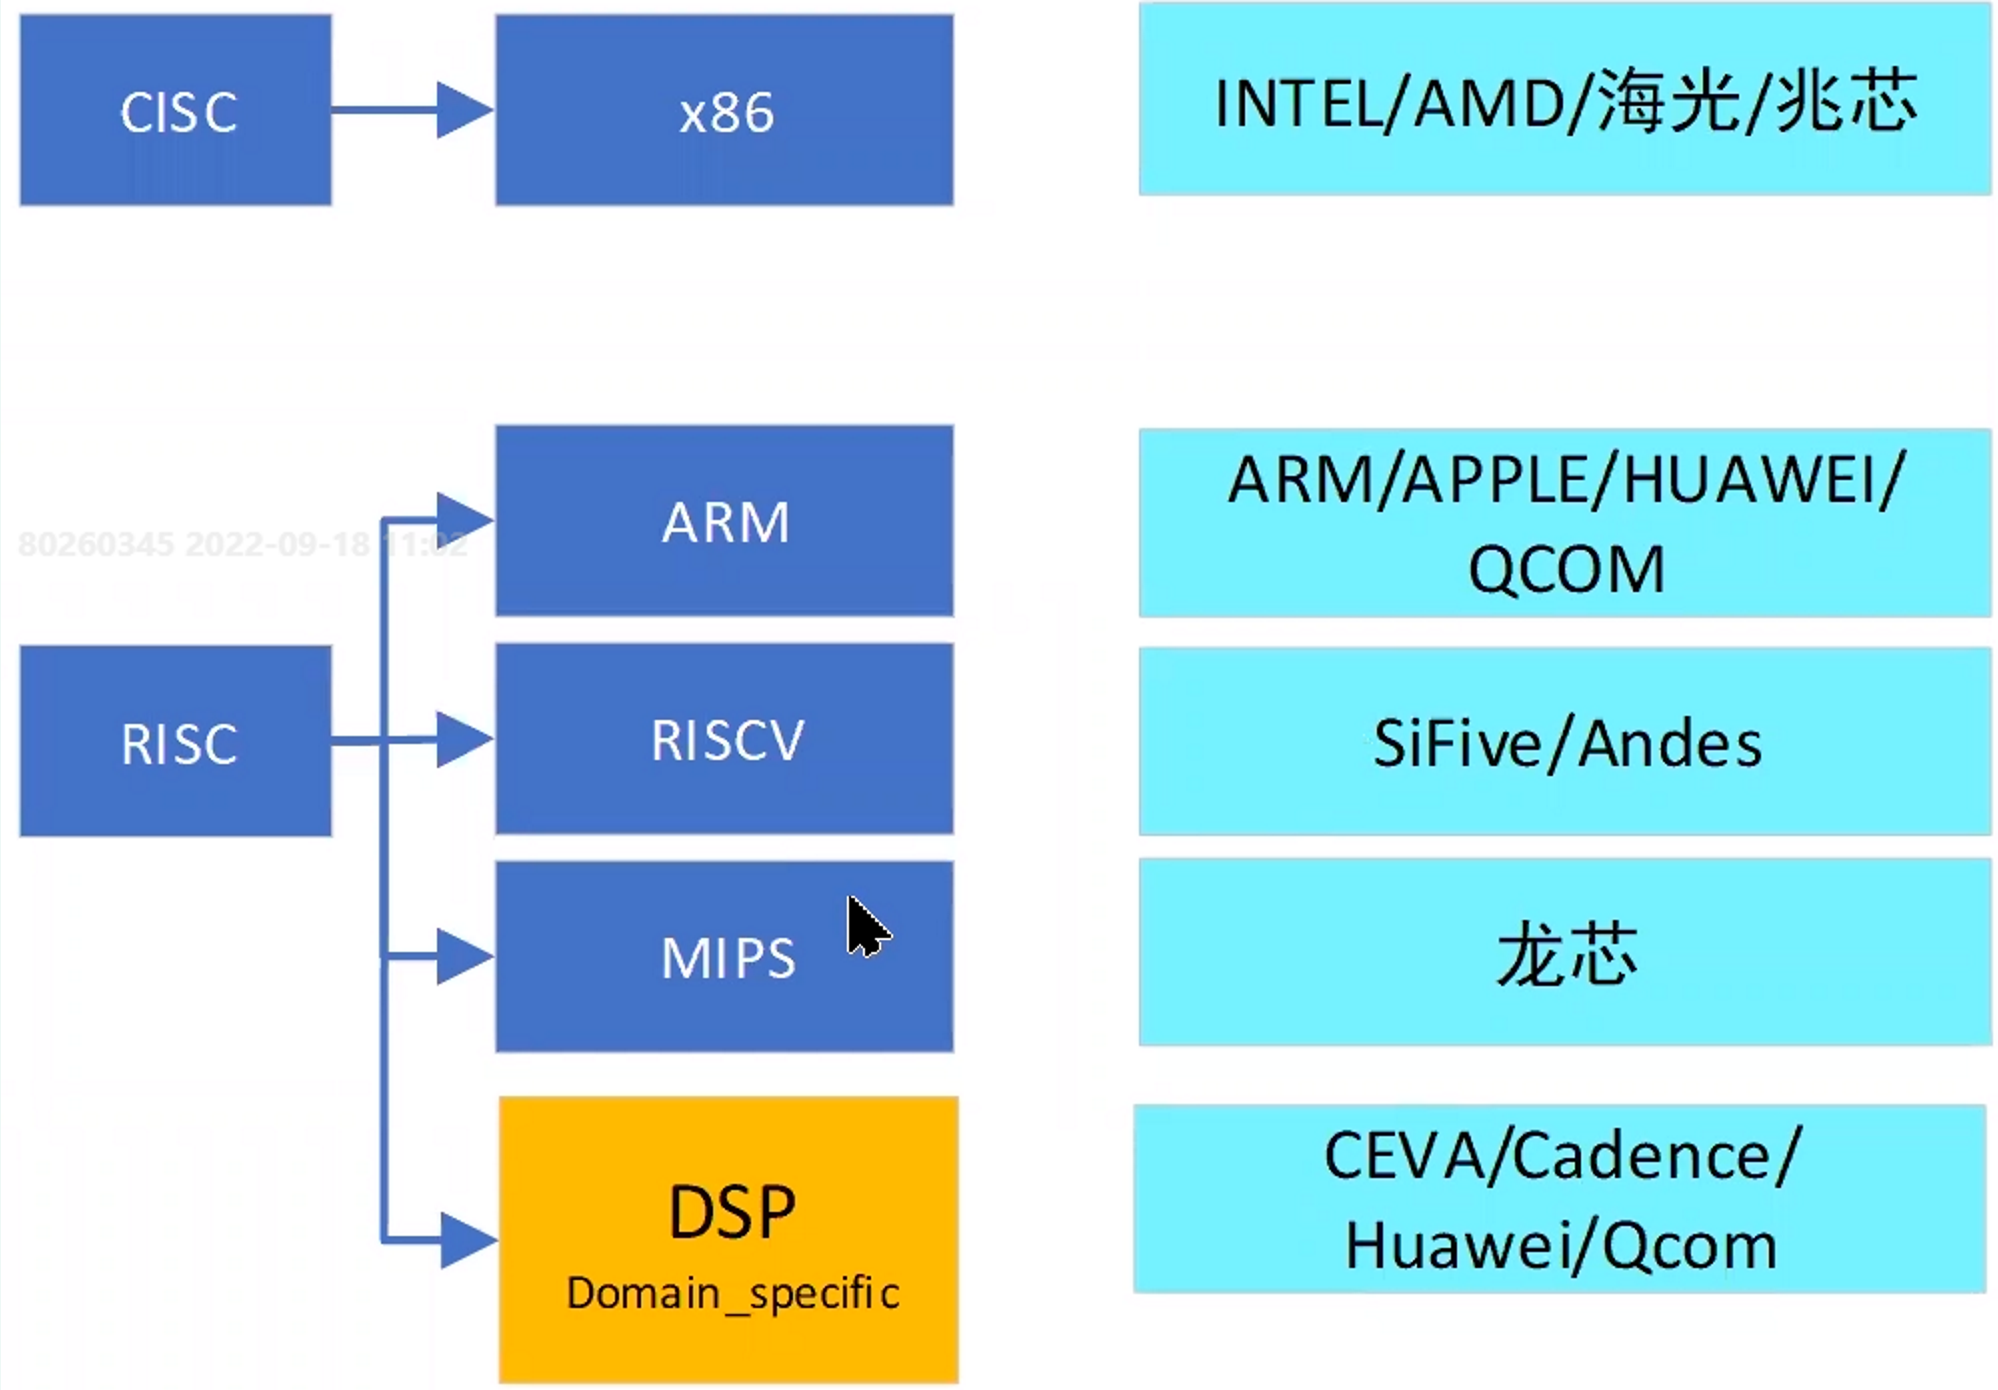 CISC
x86
INTEL/AMD/海光/兆芯
ARM
ARM/APPLE/HUAWEI/
QCOM
80260345 2022-09-18 11:02
RISC
RISCV
SiFive/Andes
MIPS
龙芯
DSP
Domain_specific
CEVA/Cadence/
Huawei/Qcom